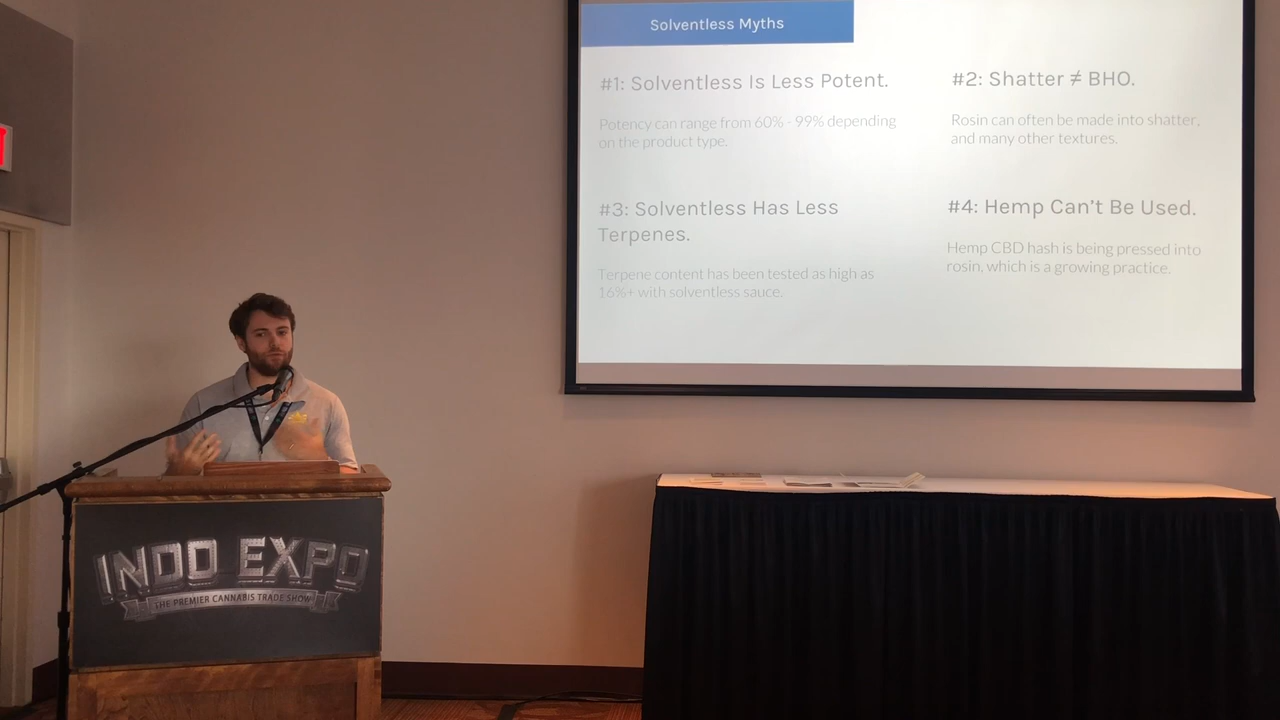 Solventless Myths
#1: Solventless Is Less Potent.
Potency can range from 60% - 99% depending
on the product type.
#2: Shatter ≠ BHO.
Rosin can often be made into shatter,
and many other textures.
#3: Solventless Has Less
Terpenes.
Terpene content has been tested as high as
16%+ with solventless sauce.
#4: Hemp Can't Be Used.
Hemp CBD hash is being pressed into
rosin, which is a growing practice.
INDO EXPO
THE PREMIER CANNABIS TRADE SHOW